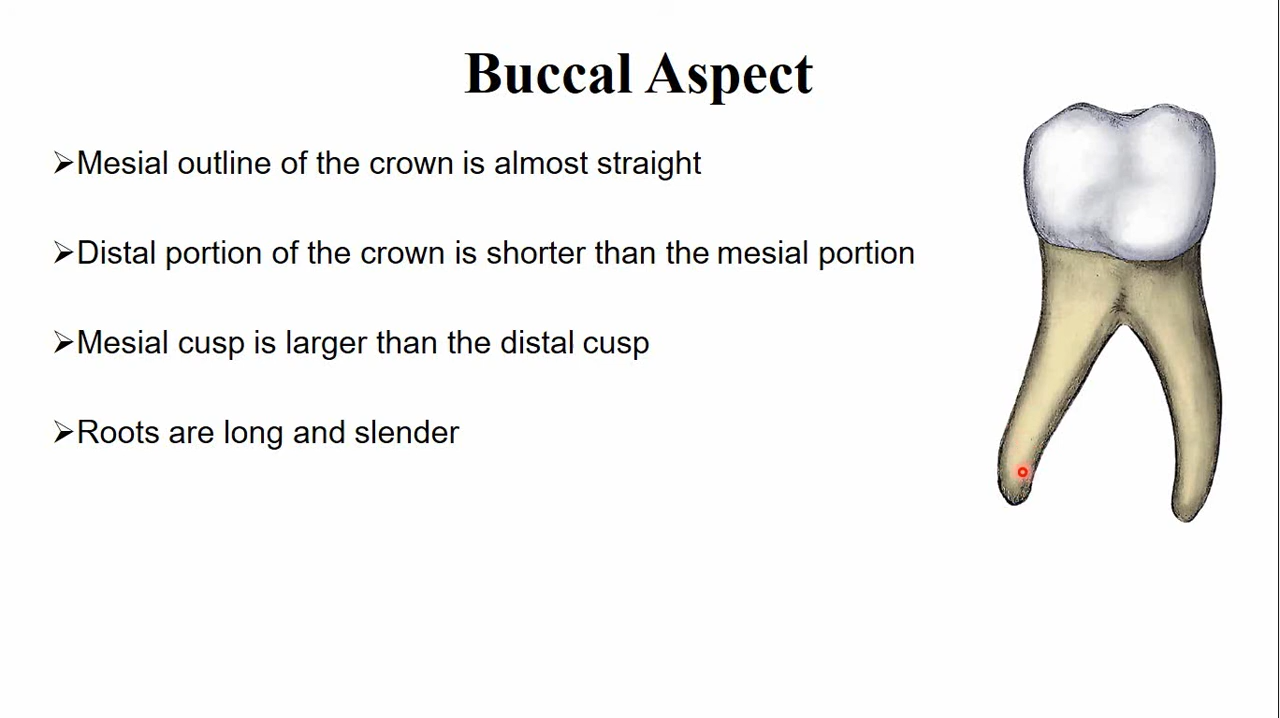 Buccal Aspect
➢Mesial outline of the crown is almost straight
➢Distal portion of the crown is shorter than the mesial portion
➢Mesial cusp is larger than the distal cusp
➢Roots are long and slender